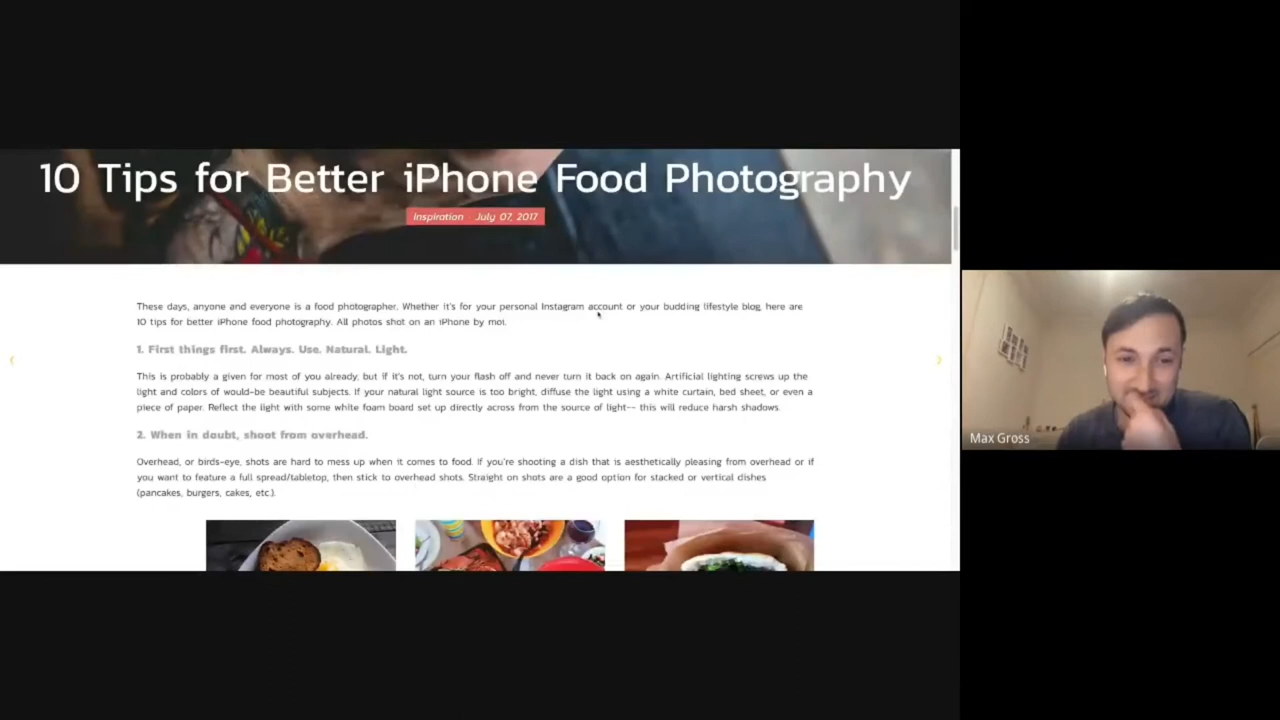 10 Tips for Better iPhone Food Photography
Inspiration July 07, 2017
These days, anyone and everyone is a food photographer. Whether it's for your personal Instagram account or your budding lifestyle blog, here are
10 tips for better iPhone food photography. All photos shot on an iPhone by moi.
1. First things first. Always. Use. Natural. Light.
This is probably a given for most of you already, but if it's not, turn your flash off and never turn it back on again. Artificial lighting screws up the
light and colors of would-be beautiful subjects. If your natural light source is too bright, diffuse the light using a white curtain, bed sheet, or even a
piece of paper. Reflect the light with some white foam board set up directly across from the source of light-- this will reduce harsh shadows.
2. When in doubt, shoot from overhead.
Overhead, or birds-eye, shots are hard to mess up when it comes to food. If you're shooting a dish that is aesthetically pleasing from overhead or if
you want to feature a full spread/tabletop, then stick to overhead shots. Straight on shots are a good option for stacked or vertical dishes
(pancakes, burgers, cakes, etc.).
Max Gross